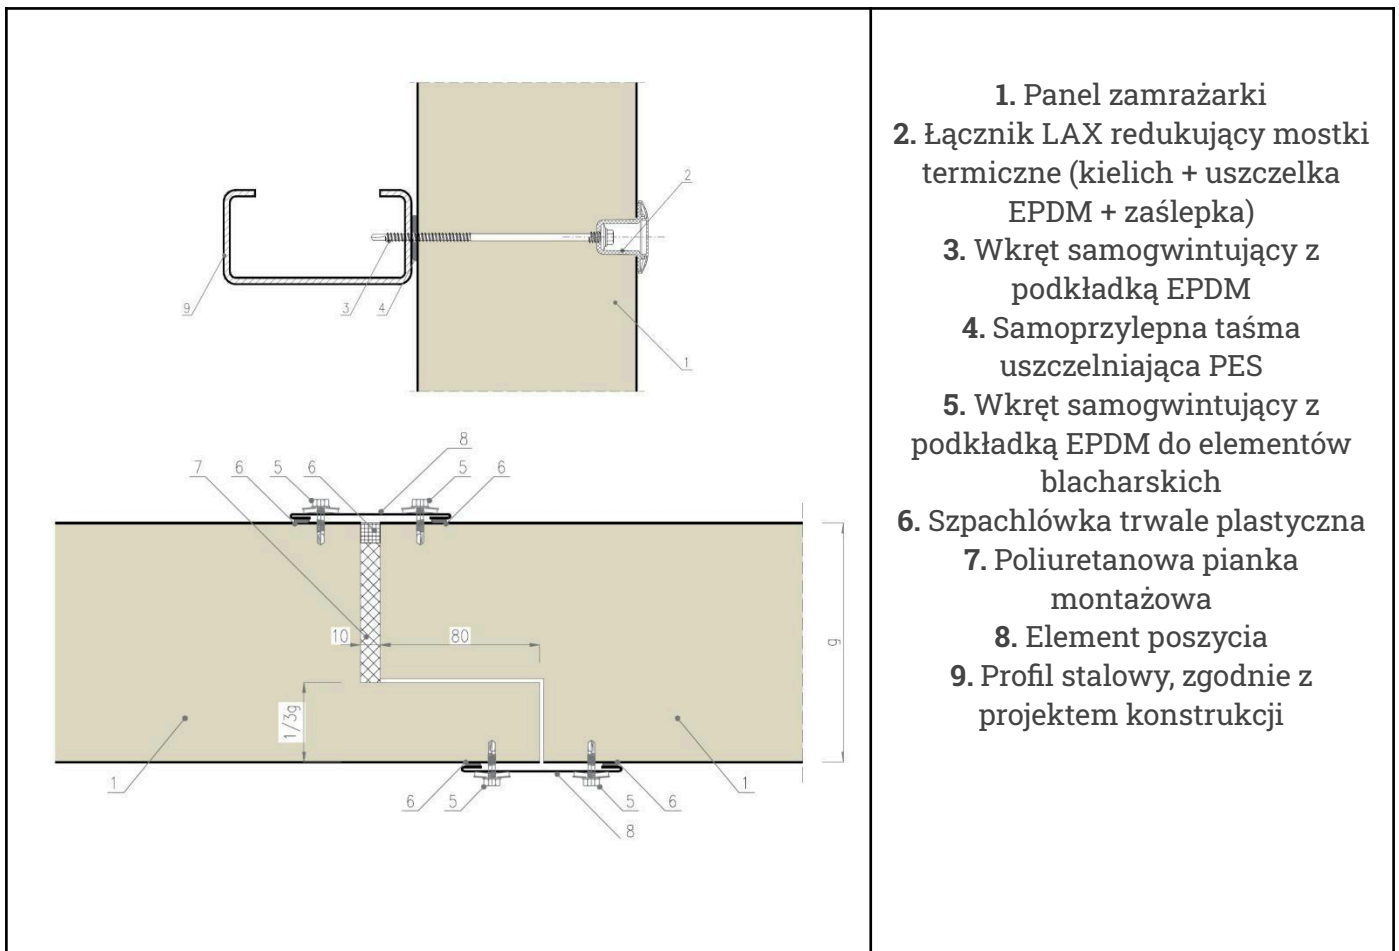 2
9
3
4
1
8
7
6
5
6
5
6
10
80
g
1/3g
1
6
5
5
6
1
8
1. Panel zamrażarki
2. Łącznik LAX redukujący mostki
termiczne (kielich + uszczelka
EPDM + zaślepka)
3. Wkręt samogwintujący z
podkładką EPDM
4. Samoprzylepna taśma
uszczelniająca PES
5. Wkręt samogwintujący z
podkładką EPDM do elementów
blacharskich
6. Szpachlówka trwale plastyczna
7. Poliuretanowa pianka
montażowa
8. Element poszycia
9. Profil stalowy, zgodnie z
projektem konstrukcji